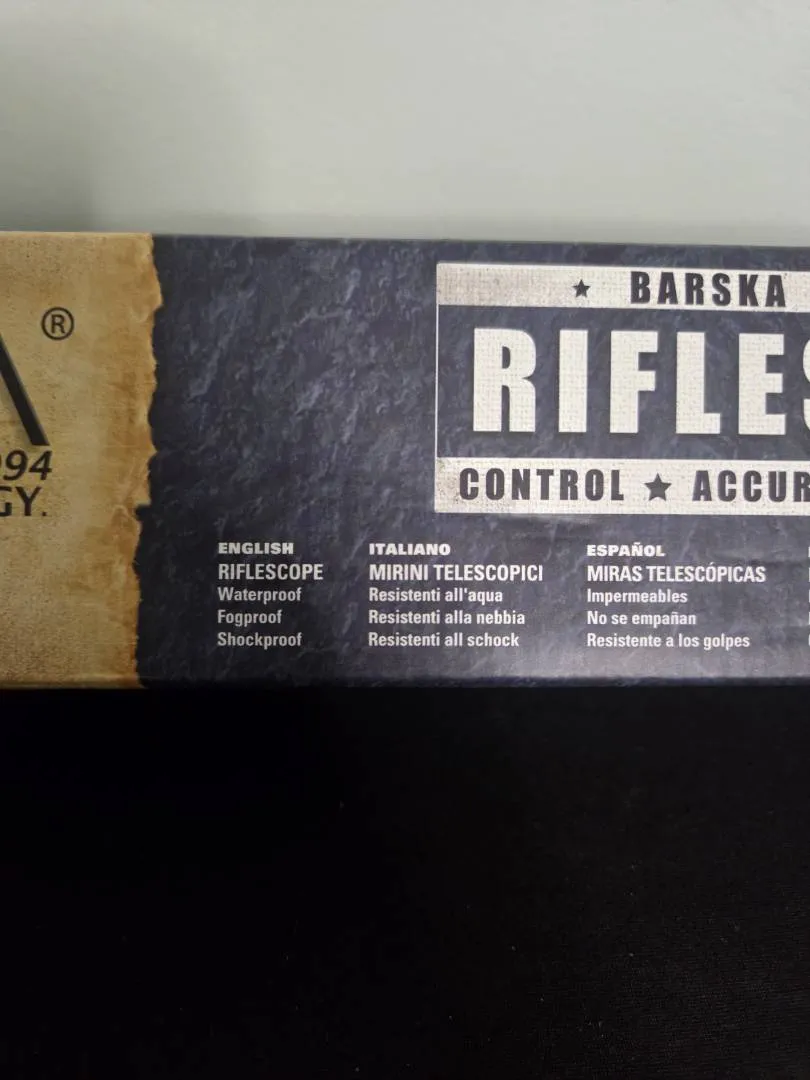 A®
94
GY.
★ BARSKA
RIFLES
CONTROL ★ ACCUR
ENGLISH
RIFLESCOPE
Waterproof
Fogproof
Shockproof
ITALIANO
MIRINI TELESCOPICI
Resistenti all'aqua
Resistenti alla nebbia
Resistenti all schock
ESPAÑOL
MIRAS TELESCÓPICAS
Impermeables
No se empañan
Resistente a los golpes